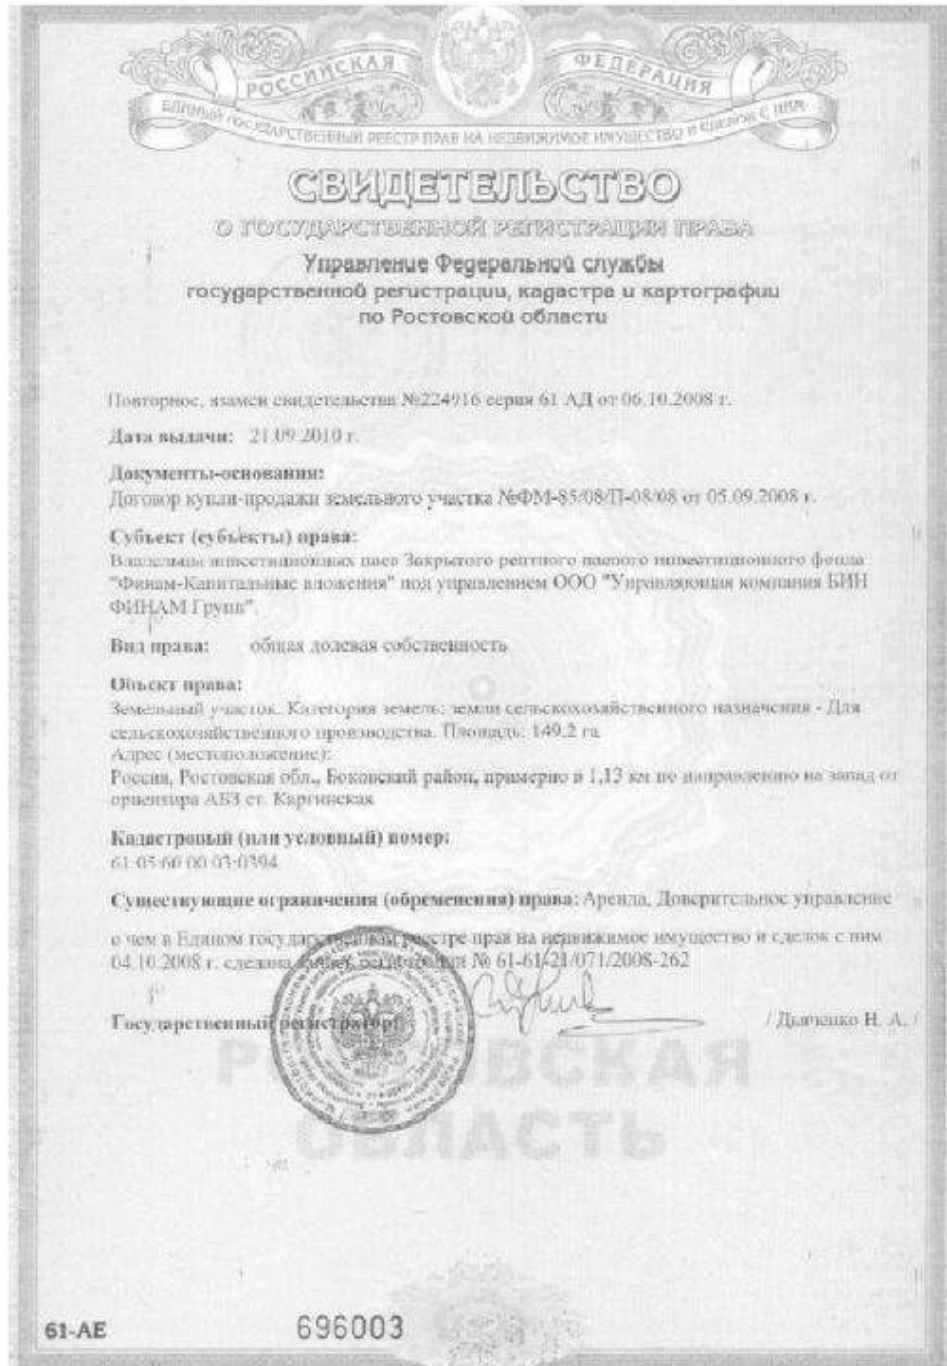 РОССИЙСКАЯ ФЕДЕРАЦИЯ
ЕДИНЫЙ ГОСУДАРСТВЕННЫЙ РЕЕСТР ПРАВ НА НЕДВИЖИМОЕ ИМУЩЕСТВО И СДЕЛОК С НИМ
СВИДЕТЕЛЬСТВО
О ГОСУДАРСТВЕННОЙ РЕГИСТРАЦИИ ПРАВА
Управление Федеральной службы
государственной регистрации, кадастра и картографии
по Ростовской области
Повторное, взамен свидетельства №224916 серия 61 АД от 06.10.2008 г.
Дата выдачи: 21.09.2010 г.
Документы-основания:
Договор купли-продажи земельного участка №ФМ-85/08/П-08/08 от 05.09.2008 г.
Субъект (субъекты) права:
Владельцы инвестиционных паев Закрытого рентного паевого инвестиционного фонда
"Финам-Капитальные вложения" под управлением ООО "Управляющая компания БИН
ФИНАМ Групп".
Вид права: общая долевая собственность
Объект права:
Земельный участок. Категория земель: земли сельскохозяйственного назначения - Для
сельскохозяйственного производства. Площадь: 149,2 га.
Адрес (местоположение):
Россия, Ростовская обл., Боковский район, примерно в 1,13 км по направлению на запад от
ориентира АБЗ ст. Каргинская
Кадастровый (или условный) номер:
61:05:60 00 03:0394
Существующие ограничения (обременения) права: Аренда, Доверительное управление
о чем в Едином государственном реестре прав на недвижимое имущество и сделок с ним
04.10.2008 г. сделана запись регистрации № 61-61-21/071/2008-262
Государственный регистратор: / Дьяченко Н. А. /
РОСТОВСКАЯ
ОБЛАСТЬ
61-АЕ 696003